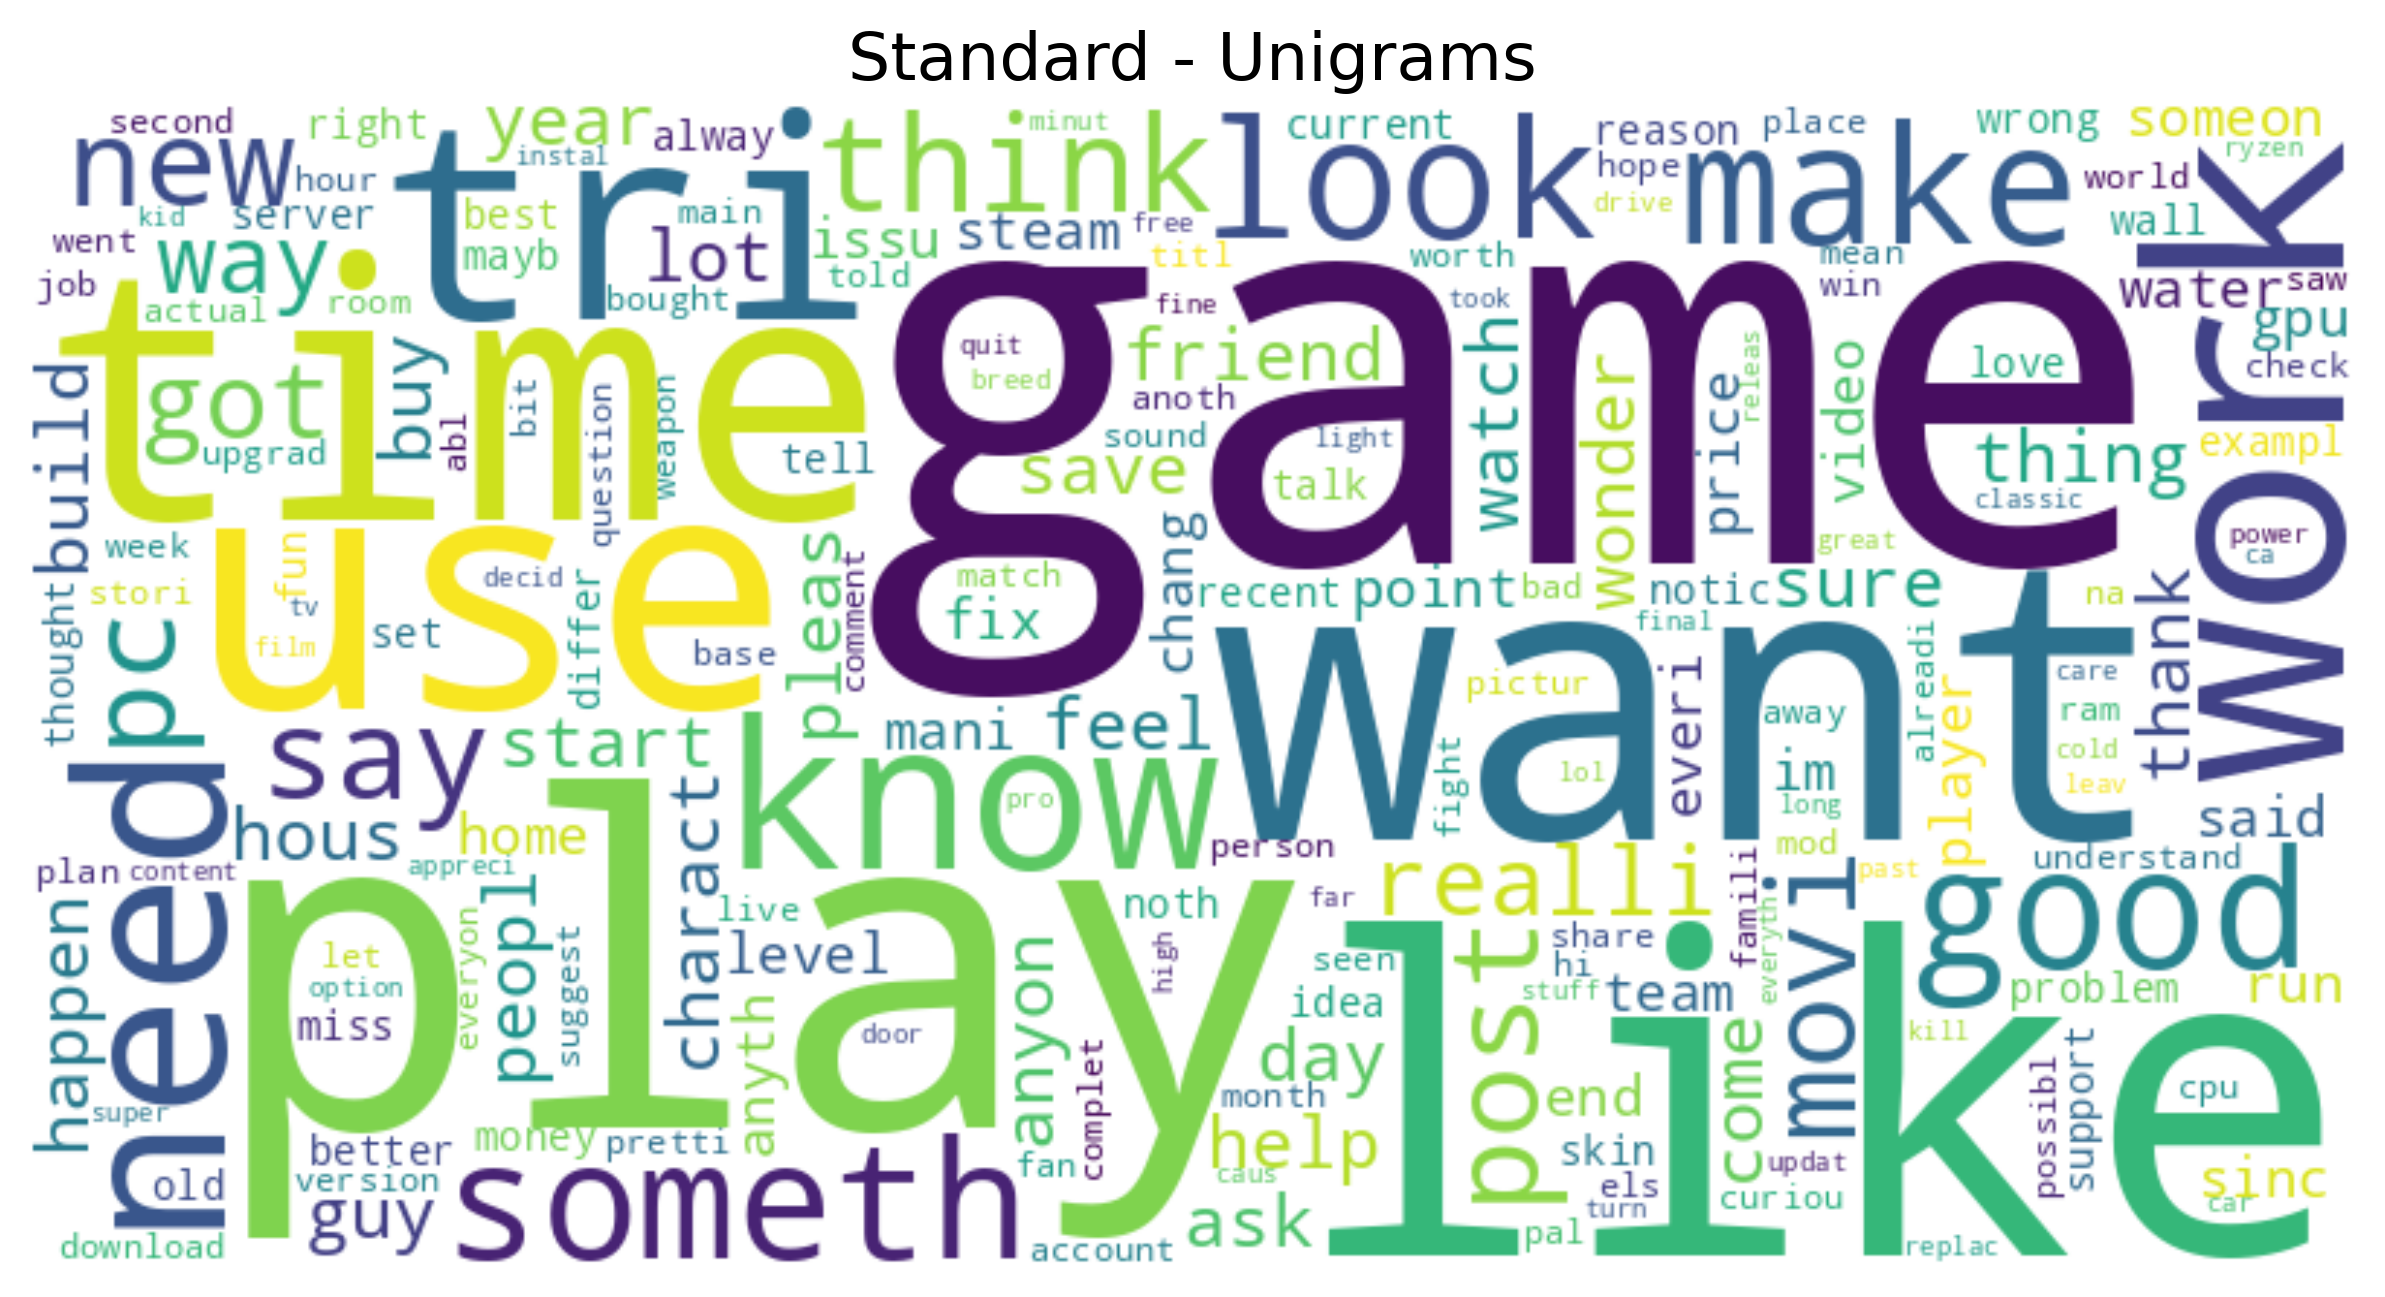 Standard - Unigrams
second
right
year
alway
think
minut
look
current
reason
place
make
wrong
someon
ryzen
new
hour
instal
tri
hope
world
work
kid
server
best
main
lot
issu
steam
free
drive
wall
went
way
mayb
told
titl
worth
mean
job
actual
room
bought
fine
took
win
water
saw
time
game
gpu
quit
friend
watch
wonder
price
releas
video
love
check
got
buy
bit
question
weapon
breed
anoth
build
upgrad
abl
tell
sound
light
thing
exampl
save
talk
classic
use
week
fun
decid
pleas
comment
chang
great
power
ca
stori
tv
differ
match
recent
point
bad
notic
sure
na
thank
thought
pc
film
set
base
fix
want
final
pictur
everi
alreadi
care
say
start
know
mani
feel
away
player
ram
need
charact
fight
lol
im
cold
long
leav
hous
home
pro
person
mod
said
plan
content
appreci
play
realli
famili
past
understand
good
happen
everyon
peopl
live
noth
far
post
share
movi
let
suggest
level
high
seen
hi
everyth
option
anyth
anyon
idea
stuff
team
problem
run
miss
door
day
come
kill
like
super
complet
month
end
possibl
support
cpu
better
money
pretti
help
skin
updat
old
version
someth
fan
caus
els
sinc
guy
turn
curiou
car
download
account
ask
pal
replac